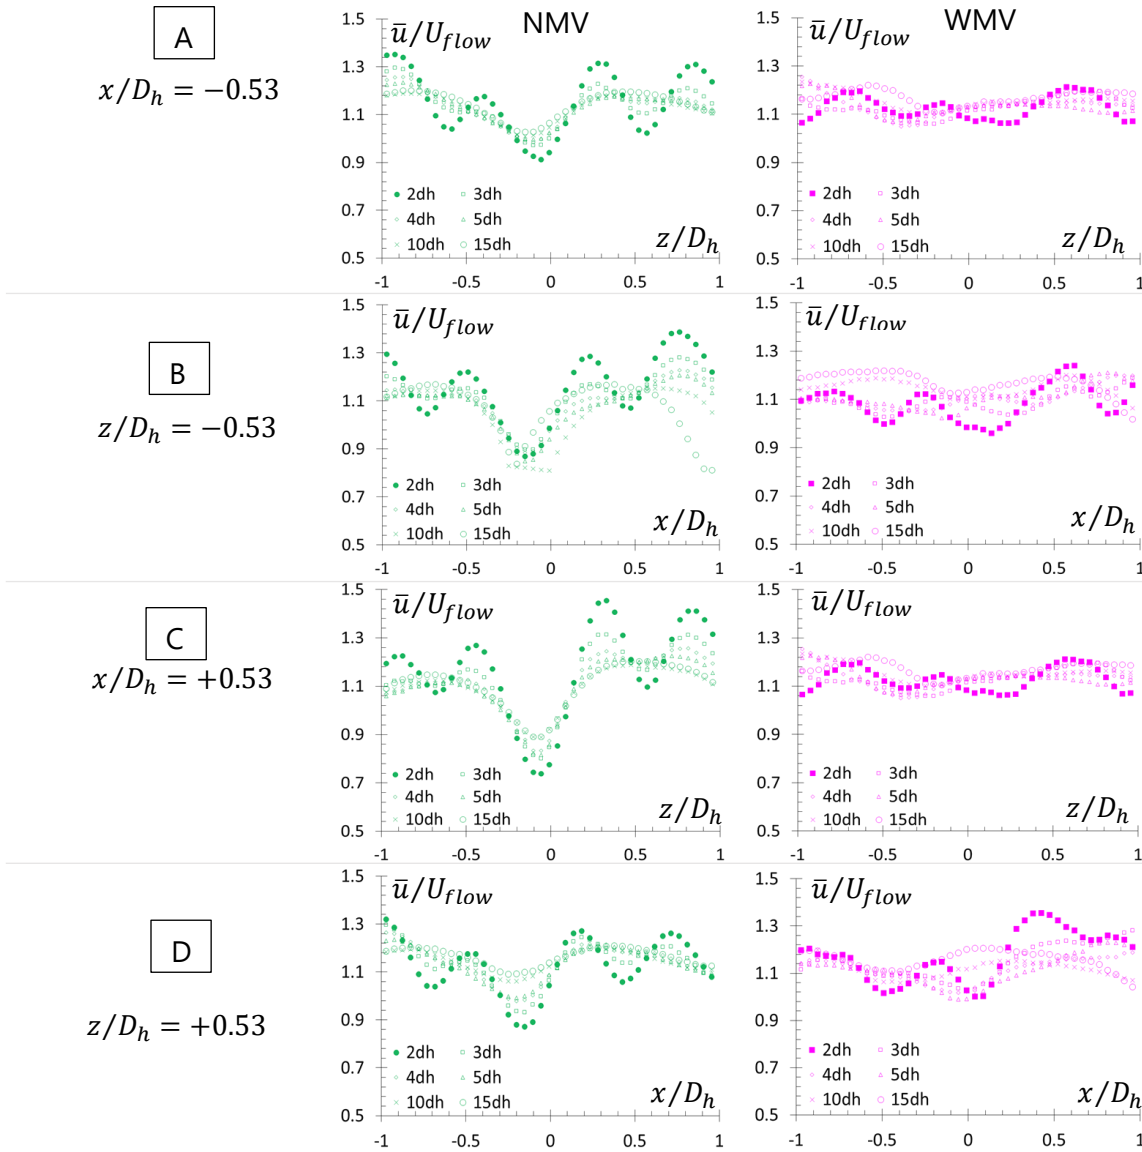 NMV WMV
A
x/D_h = −0.53
ū/U_flow
1.5
1.3
1.1
0.9
0.7
0.5
2dh 3dh
4dh 5dh
10dh 15dh
z/D_h
-1 -0.5 0 0.5 1
ū/U_flow
1.5
1.3
1.1
0.9
0.7
0.5
2dh 3dh
4dh 5dh
10dh 15dh
z/D_h
-1 -0.5 0 0.5 1
B
z/D_h = −0.53
ū/U_flow
1.5
1.3
1.1
0.9
0.7
0.5
2dh 3dh
4dh 5dh
10dh 15dh
x/D_h
-1 -0.5 0 0.5 1
ū/U_flow
1.5
1.3
1.1
0.9
0.7
0.5
2dh 3dh
4dh 5dh
10dh 15dh
x/D_h
-1 -0.5 0 0.5 1
C
x/D_h = +0.53
ū/U_flow
1.5
1.3
1.1
0.9
0.7
0.5
2dh 3dh
4dh 5dh
10dh 15dh
z/D_h
-1 -0.5 0 0.5 1
ū/U_flow
1.5
1.3
1.1
0.9
0.7
0.5
2dh 3dh
4dh 5dh
10dh 15dh
z/D_h
-1 -0.5 0 0.5 1
D
z/D_h = +0.53
ū/U_flow
1.5
1.3
1.1
0.9
0.7
0.5
2dh 3dh
4dh 5dh
10dh 15dh
x/D_h
-1 -0.5 0 0.5 1
ū/U_flow
1.5
1.3
1.1
0.9
0.7
0.5
2dh 3dh
4dh 5dh
10dh 15dh
x/D_h
-1 -0.5 0 0.5 1